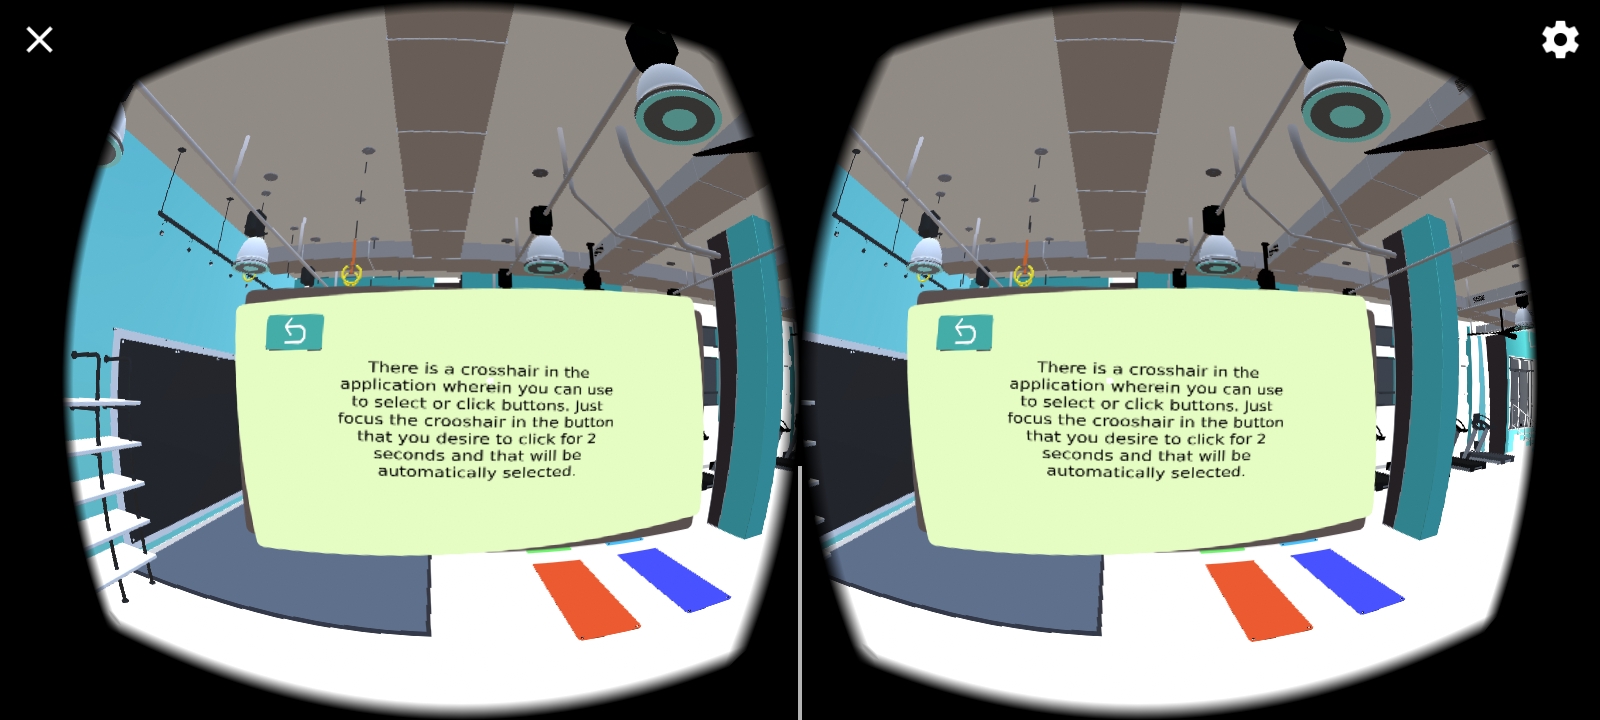 There is a crosshair in the
application wherein you can use
to select or click buttons. Just
focus the crooshair in the button
that you desire to click for 2
seconds and that will be
automatically selected.
There is a crosshair in the
application wherein you can use
to select or click buttons. Just
focus the crooshair in the button
that you desire to click for 2
seconds and that will be
automatically selected.